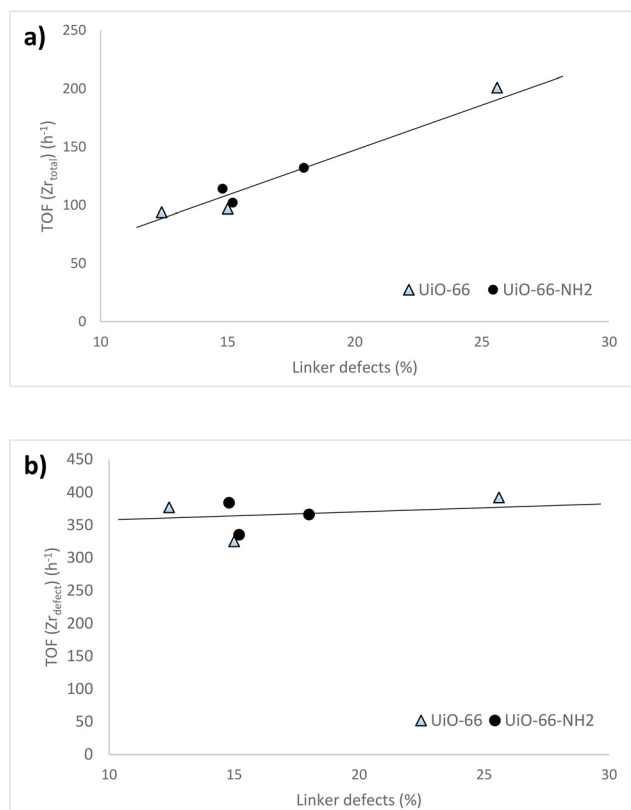 a)
250
200
150
100
50
0
TOF (Zrtotal) (h-1)
10 15 20 25 30
Linker defects (%)
UiO-66 UiO-66-NH2
b)
450
400
350
300
250
200
150
100
50
0
TOF (Zrdefect) (h-1)
10 15 20 25 30
Linker defects (%)
UiO-66 UiO-66-NH2